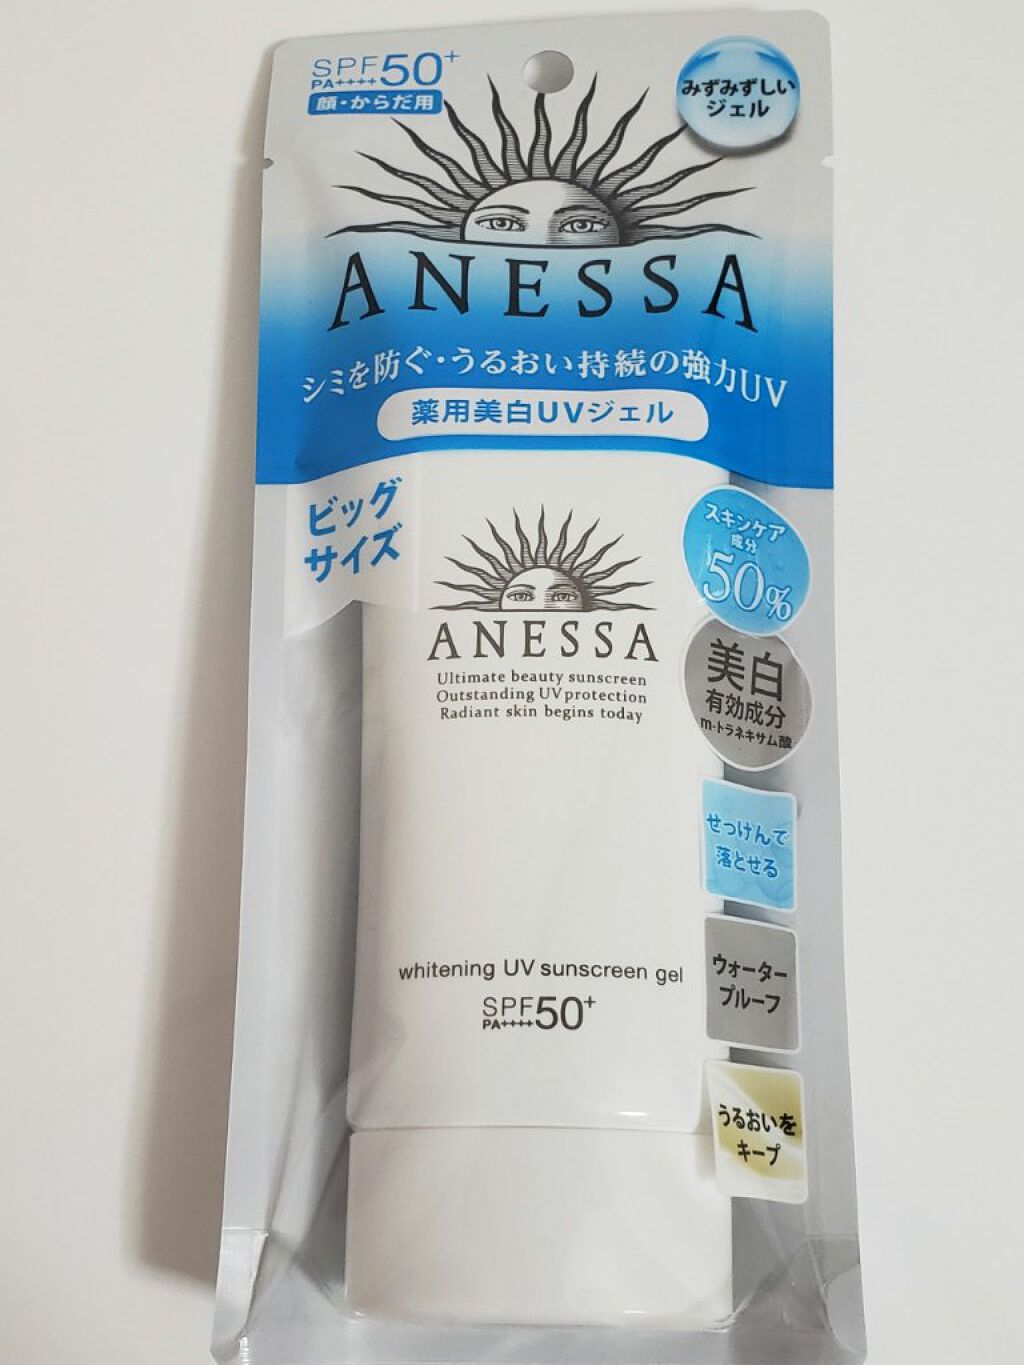 SPF50+
PA++++
顔・からだ用
みずみずしい
ジェル
ANESSA
シミを防ぐ・うるおい持続の強力UV
薬用美白UVジェル
ビッグ
サイズ
スキンケア
成分
50%
ANESSA
Ultimate beauty sunscreen
Outstanding UV protection
Radiant skin begins today
美白
有効成分
m-トラネキサム酸
せっけんで
落とせる
ウォーター
プルーフ
whitening UV sunscreen gel
SPF50+
PA++++
うるおいを
キープ